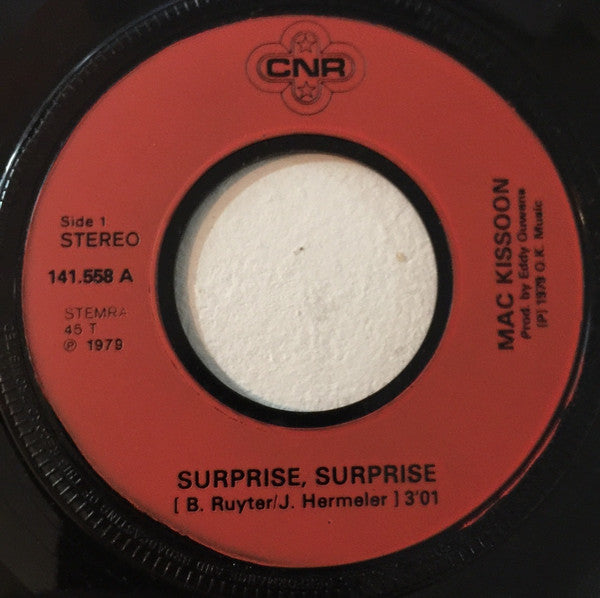 CNR
Side 1
STEREO
141.558 A
STEMRA
45 T
℗ 1979
MAC KISSOON
Prod. by Eddy Ouwens
(P) 1979 O.K. Music
SURPRISE, SURPRISE
[ B. Ruyter/J. Hermeler ] 3'01